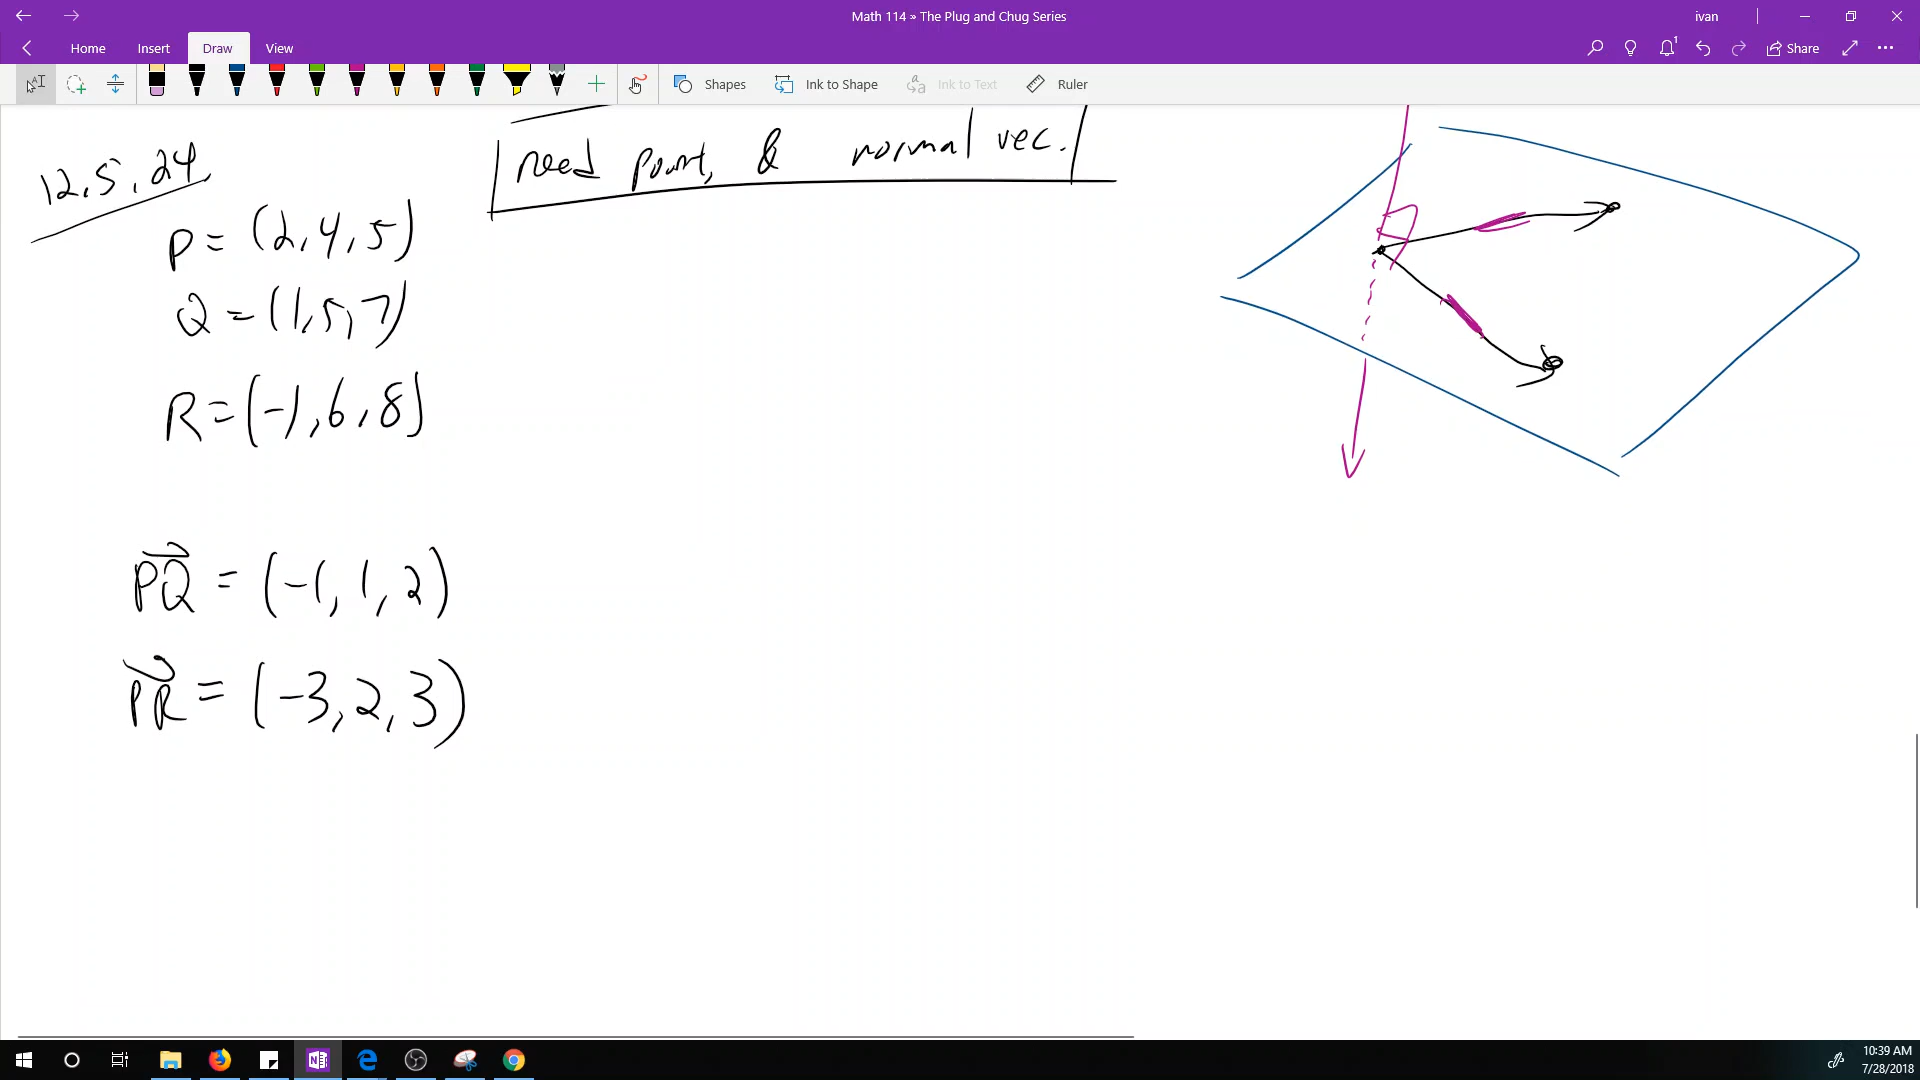 Math 114 » The Plug and Chug Series
ivan
Home Insert Draw View
Share
Shapes Ink to Shape Ink to Text Ruler
need point, & normal vec.
12.5.24
P = (2,4,5)
Q = (1,5,7)
R = (-1,6,8)
PQ = (-1, 1, 2)
PR = (-3, 2, 3)
10:39 AM
7/28/2018